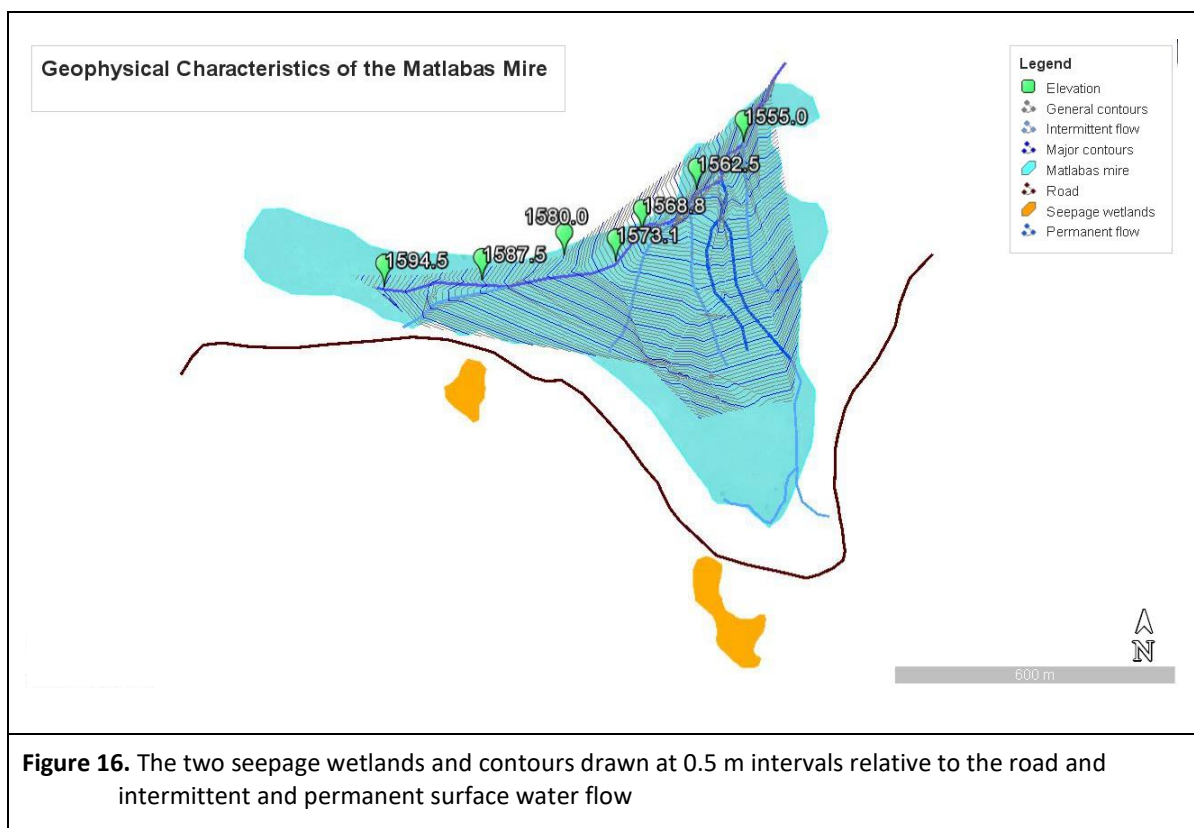 Geophysical Characteristics of the Matlabas Mire
Legend
Elevation
General contours
Intermittent flow
Major contours
Matlabas mire
Road
Seepage wetlands
Permanent flow
1555.0
1562.5
1568.8
1580.0
1573.1
1587.5
1594.5
N
600 m
Figure 16. The two seepage wetlands and contours drawn at 0.5 m intervals relative to the road and
intermittent and permanent surface water flow